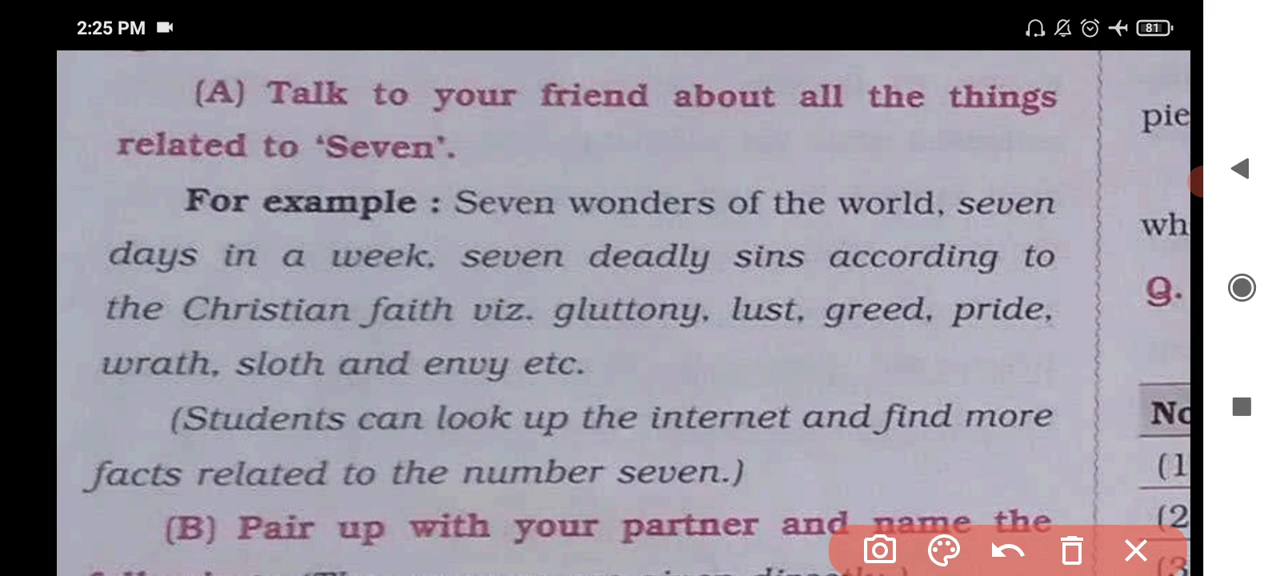 2:25 PM
81
(A) Talk to your friend about all the things
related to ‘Seven’.
For example : Seven wonders of the world, seven
days in a week, seven deadly sins according to
the Christian faith viz. gluttony, lust, greed, pride,
wrath, sloth and envy etc.
(Students can look up the internet and find more
facts related to the number seven.)
(B) Pair up with your partner and name the
pie
wh
Q.
No
(1
(2
(3